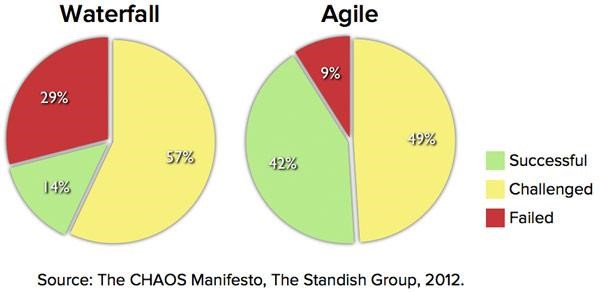 Waterfall
Agile
29%
57%
14%
9%
49%
42%
Successful
Challenged
Failed
Source: The CHAOS Manifesto, The Standish Group, 2012.